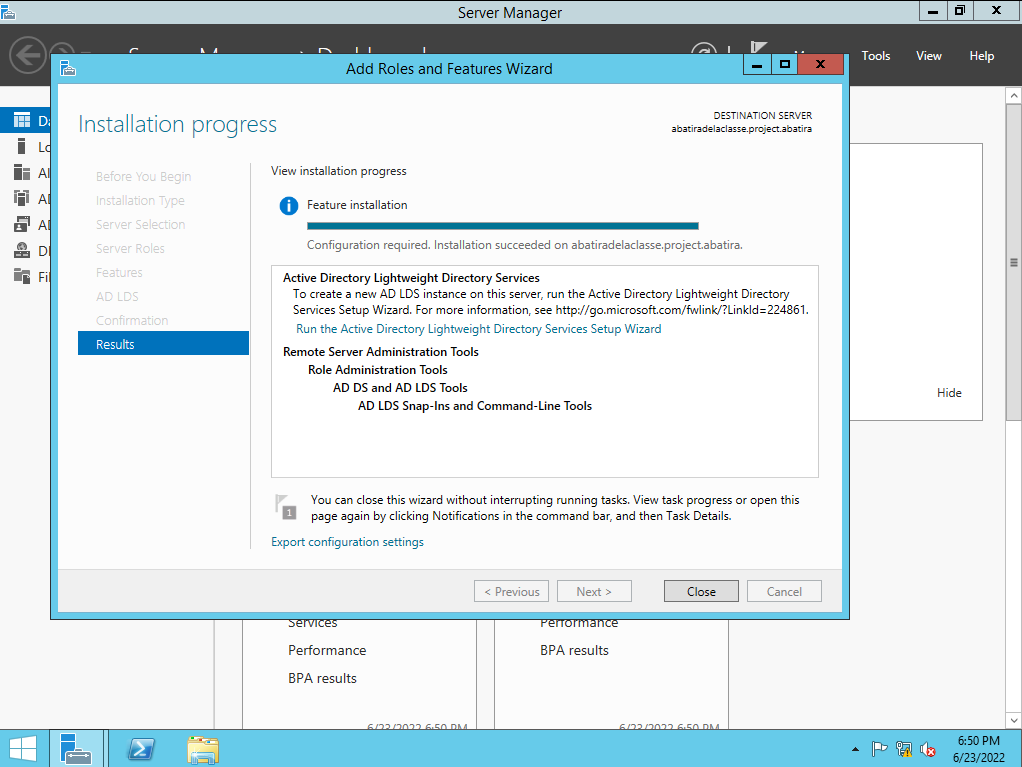 Server Manager
Tools View Help
Add Roles and Features Wizard
Installation progress
DESTINATION SERVER
abatiradelaclasse.project.abatira
Before You Begin
Installation Type
Server Selection
Server Roles
Features
AD LDS
Confirmation
Results
View installation progress
Feature installation
Configuration required. Installation succeeded on abatiradelaclasse.project.abatira.
Active Directory Lightweight Directory Services
To create a new AD LDS instance on this server, run the Active Directory Lightweight Directory
Services Setup Wizard. For more information, see http://go.microsoft.com/fwlink/?LinkId=224861.
Run the Active Directory Lightweight Directory Services Setup Wizard
Remote Server Administration Tools
Role Administration Tools
AD DS and AD LDS Tools
AD LDS Snap-Ins and Command-Line Tools
1
You can close this wizard without interrupting running tasks. View task progress or open this
page again by clicking Notifications in the command bar, and then Task Details.
Export configuration settings
< Previous
Next >
Close
Cancel
Hide
Services
Performance
BPA results
6/23/2022 6:50 PM
Performance
BPA results
6/23/2022 6:50 PM
6:50 PM
6/23/2022